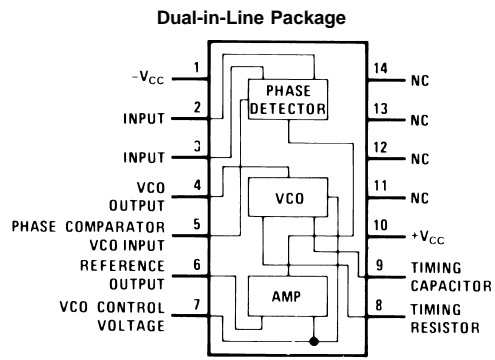 Dual-in-Line Package
1
–VCC
2
INPUT
3
INPUT
4
VCO
OUTPUT
5
PHASE COMPARATOR
VCO INPUT
6
REFERENCE
OUTPUT
7
VCO CONTROL
VOLTAGE
PHASE
DETECTOR
VCO
AMP
14
NC
13
NC
12
NC
11
NC
10
+VCC
9
TIMING
CAPACITOR
8
TIMING
RESISTOR